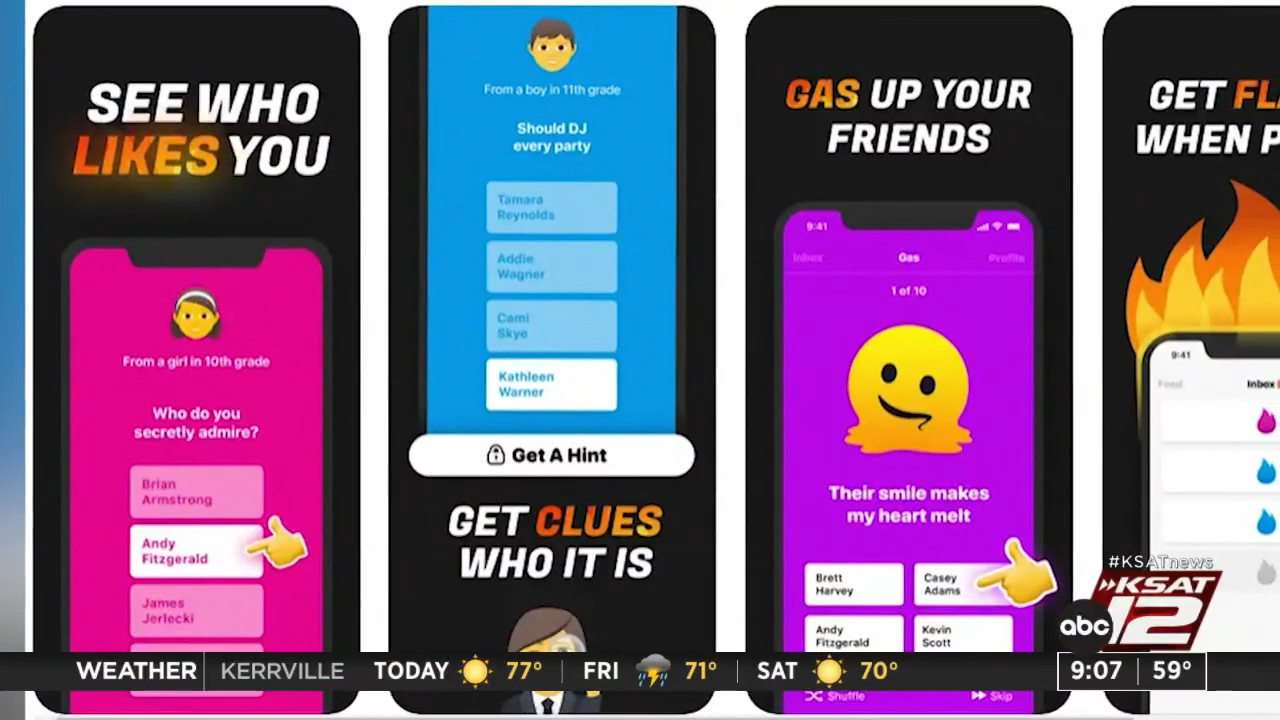 SEE WHO
LIKES YOU
From a girl in 10th grade
Who do you
secretly admire?
Brian
Armstrong
Andy
Fitzgerald
James
Jerlecki
From a boy in 11th grade
Should DJ
every party
Tamara
Reynolds
Addie
Wagner
Cami
Skye
Kathleen
Warner
Get A Hint
GET CLUES
WHO IT IS
GAS UP YOUR
FRIENDS
9:41
Inbox Gas Profile
1 of 10
Their smile makes
my heart melt
Brett
Harvey
Casey
Adams
Andy
Fitzgerald
Kevin
Scott
Shuffle Skip
GET FL
WHEN P
9:41
Feed Inbox
#KSATnews
KSAT
abc 12
WEATHER KERRVILLE TODAY 77° FRI 71° SAT 70° 9:07 59°